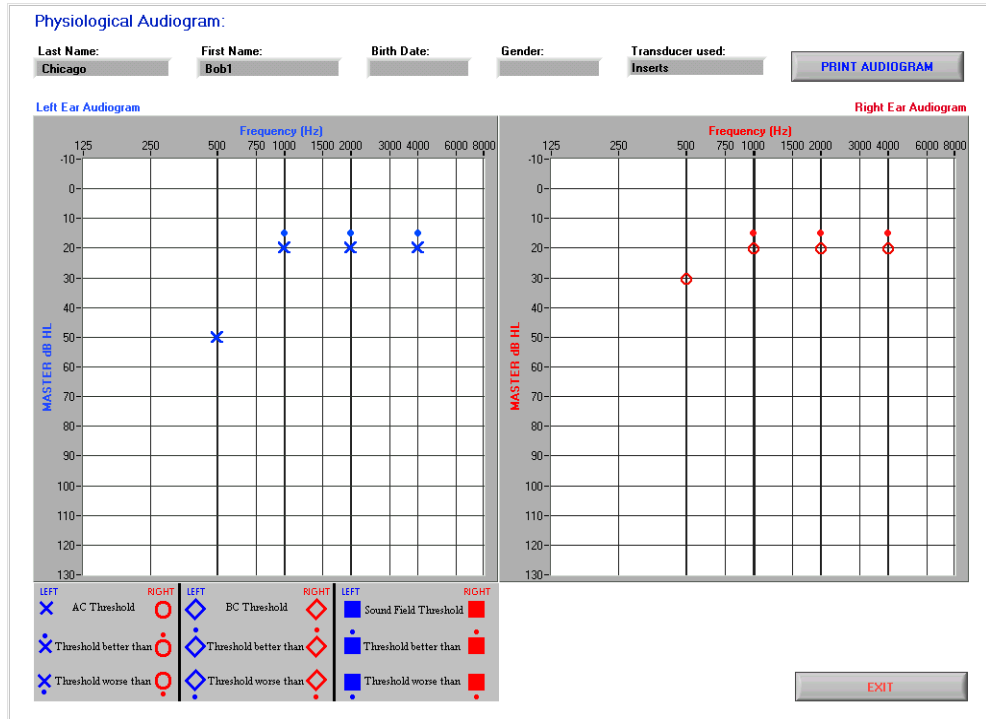 Physiological Audiogram:
Last Name: First Name: Birth Date: Gender: Transducer used:
Chicago Bob1 Inserts
PRINT AUDIOGRAM
Left Ear Audiogram Right Ear Audiogram
Frequency (Hz)
125 250 500 750 1000 1500 2000 3000 4000 6000 8000
-10
0
10
20
30
40
50
60
70
80
90
100
110
120
130
MASTER dB HL
Frequency (Hz)
125 250 500 750 1000 1500 2000 3000 4000 6000 8000
-10
0
10
20
30
40
50
60
70
80
90
100
110
120
130
MASTER dB HL
LEFT RIGHT
AC Threshold
Threshold better than
Threshold worse than
LEFT RIGHT
BC Threshold
Threshold better than
Threshold worse than
LEFT RIGHT
Sound Field Threshold
Threshold better than
Threshold worse than
EXIT